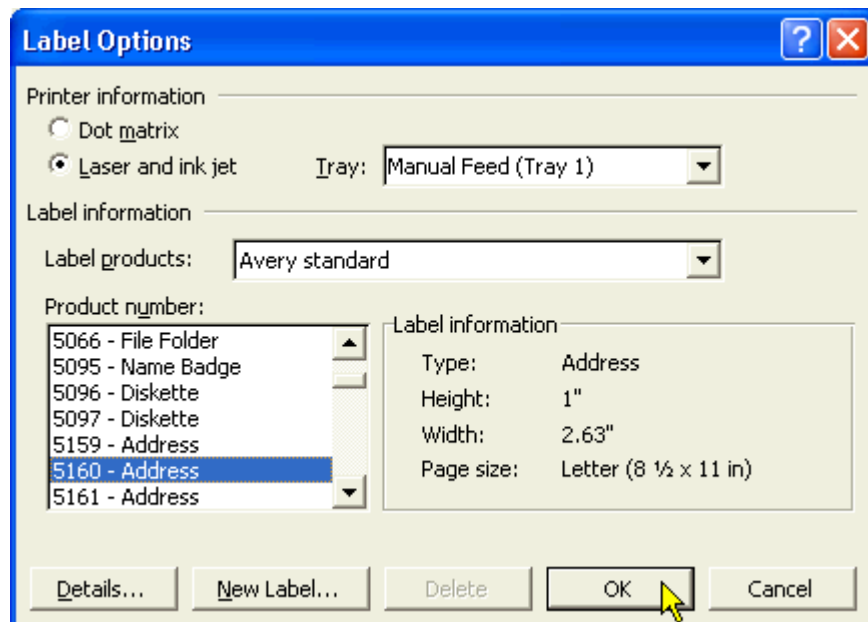 Label Options
Printer information
Dot matrix
Laser and ink jet Tray: Manual Feed (Tray 1)
Label information
Label products: Avery standard
Product number:
5066 - File Folder
5095 - Name Badge
5096 - Diskette
5097 - Diskette
5159 - Address
5160 - Address
5161 - Address
Label information
Type: Address
Height: 1"
Width: 2.63"
Page size: Letter (8 ½ x 11 in)
Details... New Label... Delete OK Cancel